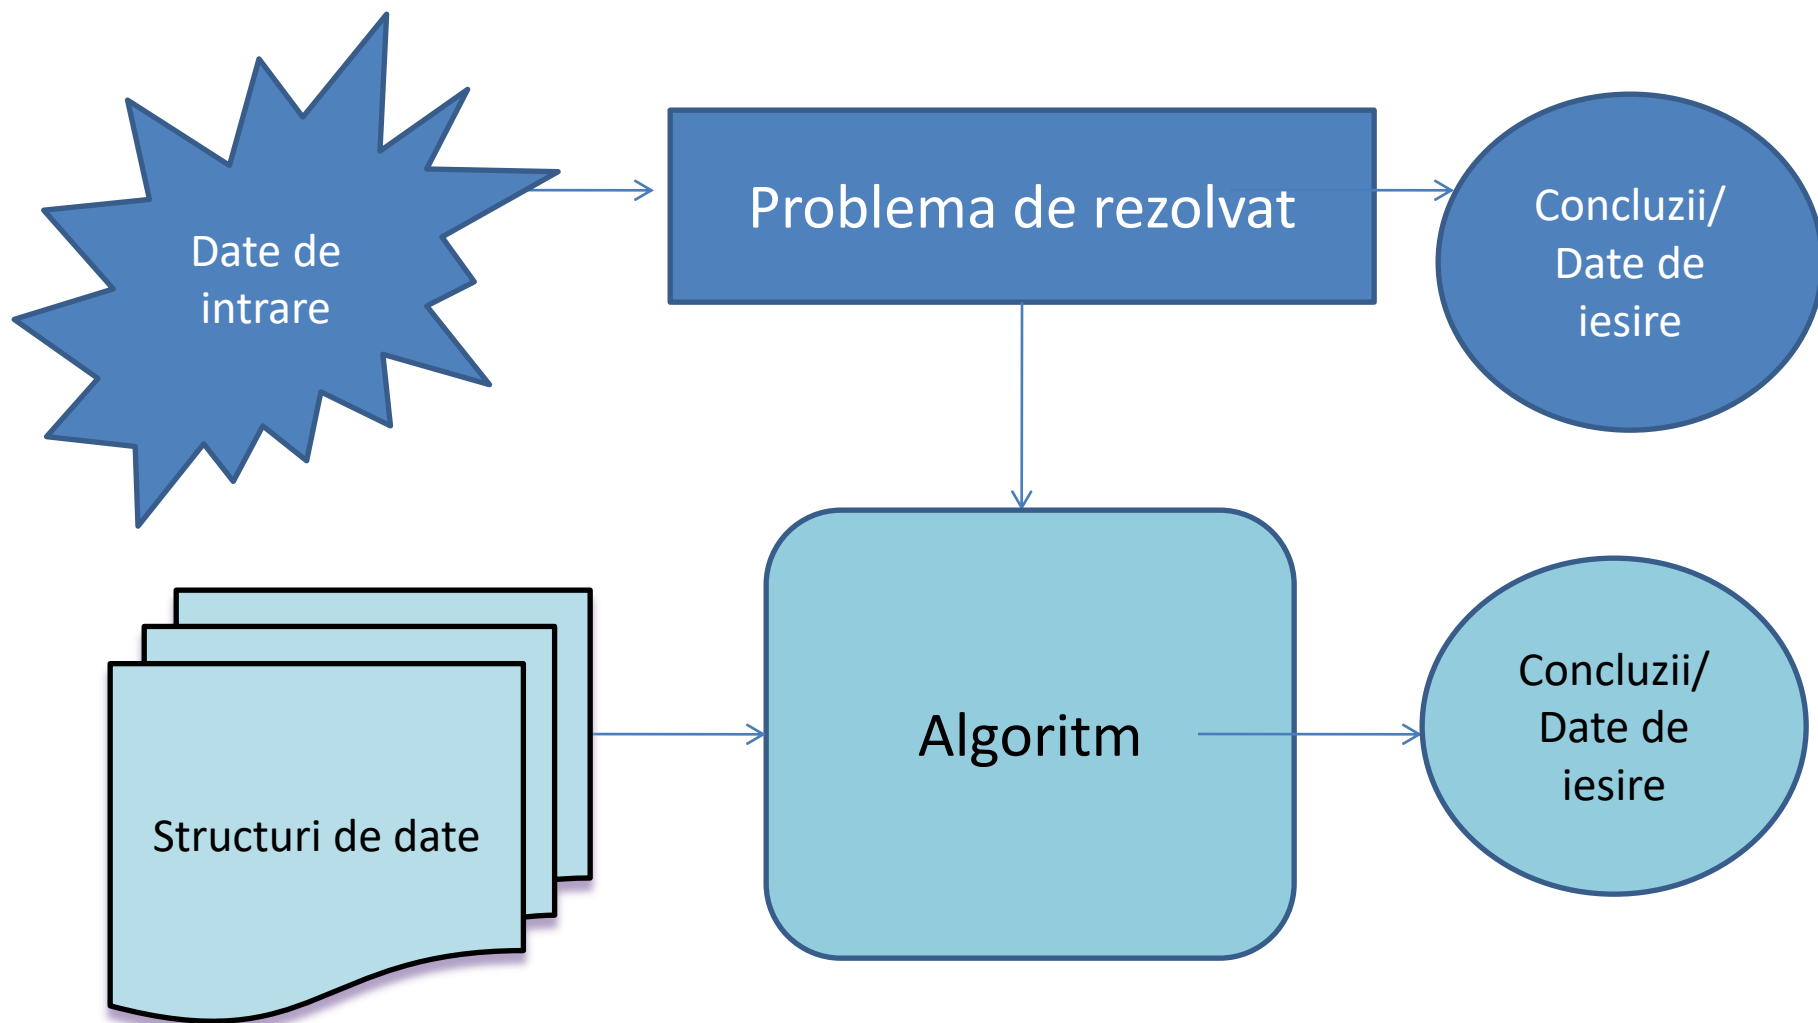 Date de
intrare
Problema de rezolvat
Concluzii/
Date de
iesire
Structuri de date
Algoritm
Concluzii/
Date de
iesire